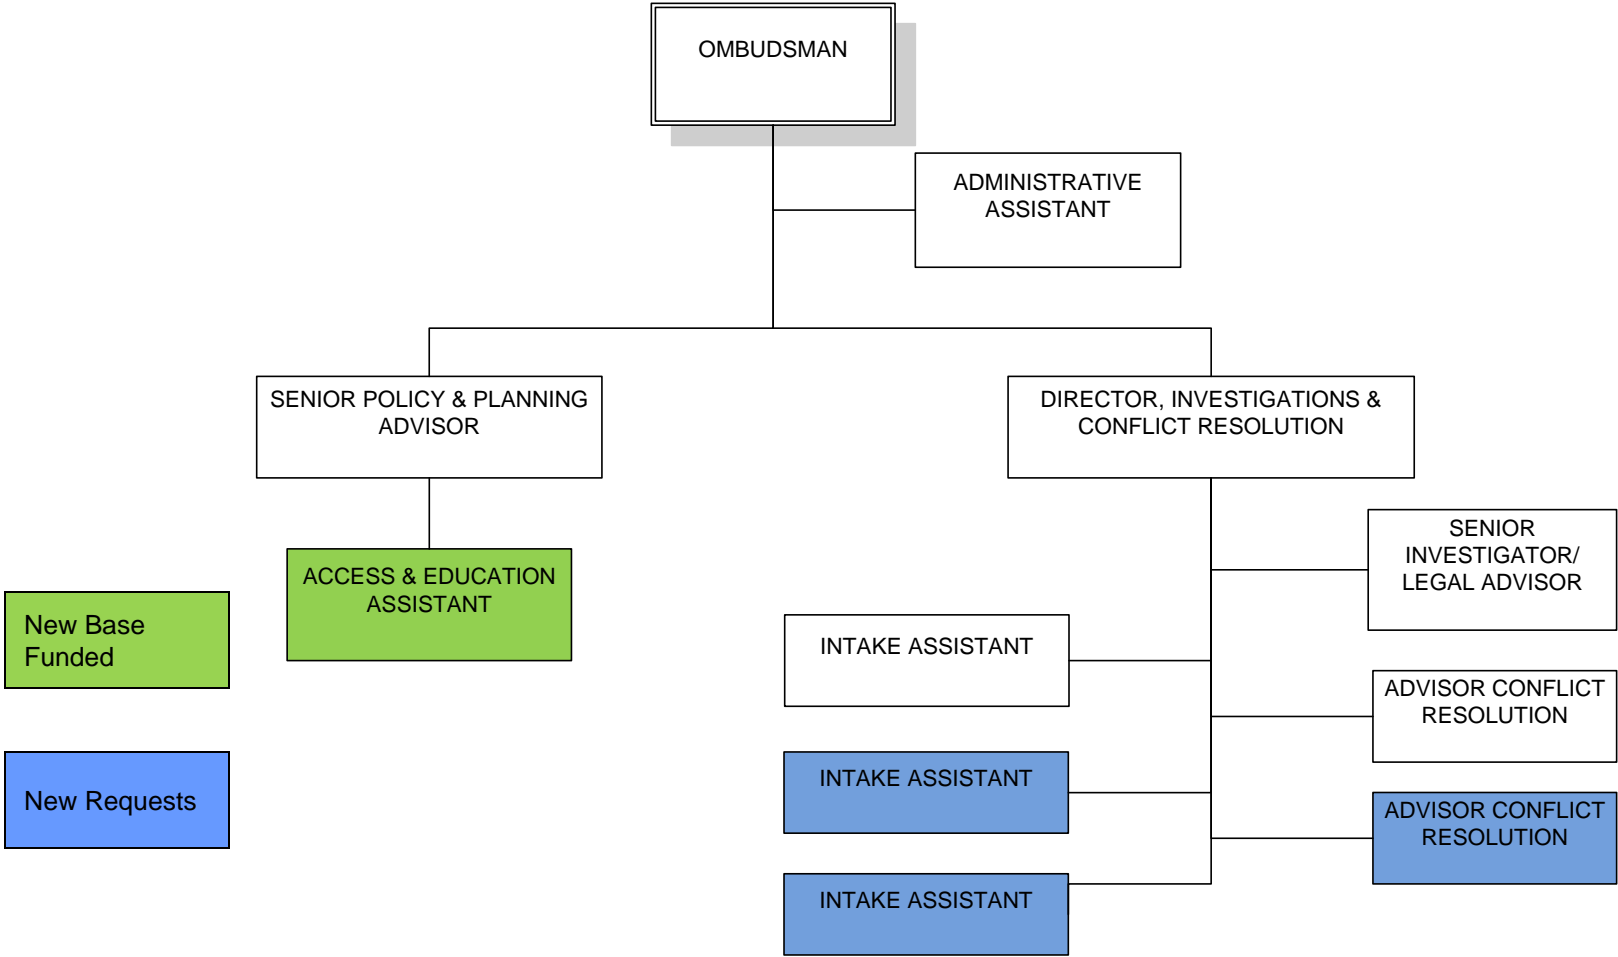 OMBUDSMAN
ADMINISTRATIVE
ASSISTANT
SENIOR POLICY & PLANNING
ADVISOR
DIRECTOR, INVESTIGATIONS &
CONFLICT RESOLUTION
ACCESS & EDUCATION
ASSISTANT
SENIOR
INVESTIGATOR/
LEGAL ADVISOR
INTAKE ASSISTANT
ADVISOR CONFLICT
RESOLUTION
INTAKE ASSISTANT
ADVISOR CONFLICT
RESOLUTION
INTAKE ASSISTANT
New Base
Funded
New Requests